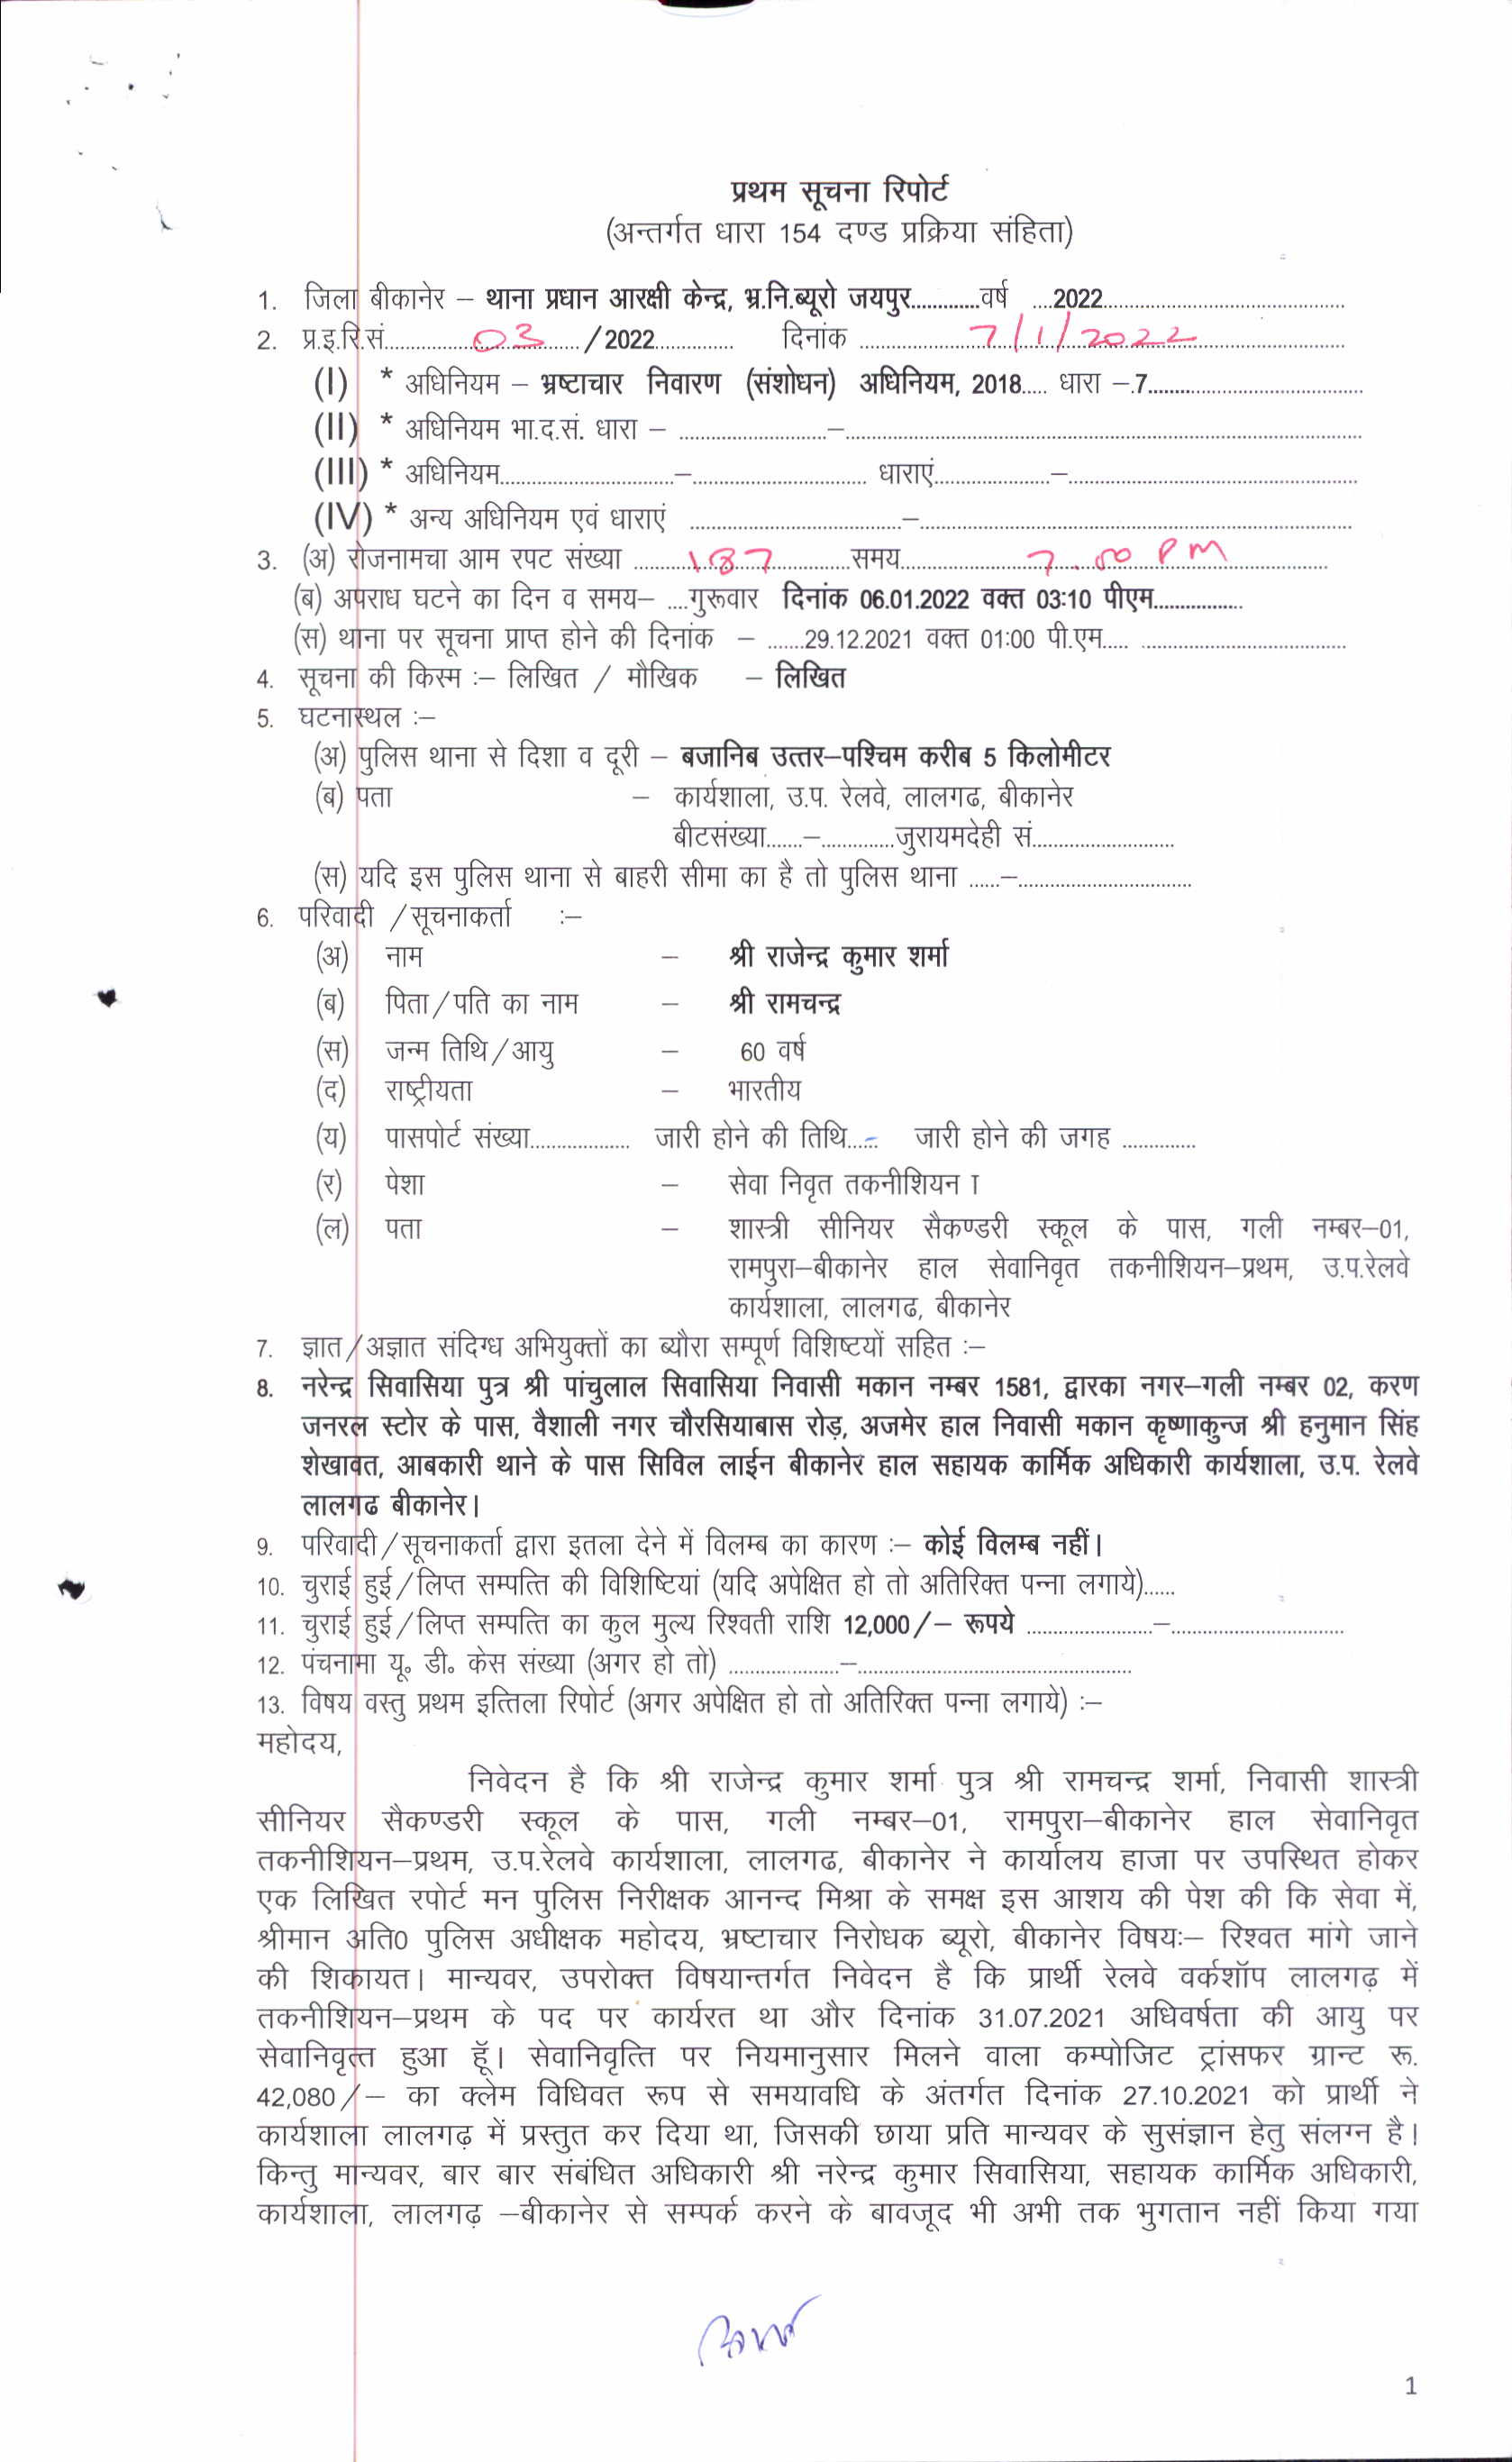 प्रथम सूचना रिपोर्ट
(अन्तर्गत धारा 154 दण्ड प्रक्रिया संहिता)
1. जिला बीकानेर – थाना प्रधान आरक्षी केन्द्र, भ्र.नि.ब्यूरो जयपुर............वर्ष ....2022..........................................
2. प्र.इ.रि.सं.................03............/2022.............. दिनांक ....................7/1/2022..........................
(I) * अधिनियम – भ्रष्टाचार निवारण (संशोधन) अधिनियम, 2018..... धारा –.7.......................................
(II) * अधिनियम भा.द.सं. धारा – ..........................–..........................................................................................
(III) * अधिनियम...............................–............................... धाराएं....................–..................................................
(IV) * अन्य अधिनियम एवं धाराएं .....................................–..........................................................................
3. (अ) रोजनामचा आम रपट संख्या ..........187..............समय......................7.00 PM..................
(ब) अपराध घटने का दिन व समय– ....गुरूवार दिनांक 06.01.2022 वक्त 03:10 पीएम................
(स) थाना पर सूचना प्राप्त होने की दिनांक – .......29.12.2021 वक्त 01:00 पी.एम..... ....................................
4. सूचना की किस्म :– लिखित / मौखिक – लिखित
5. घटनास्थल :–
(अ) पुलिस थाना से दिशा व दूरी – बजानिब उत्तर–पश्चिम करीब 5 किलोमीटर
(ब) पता – कार्यशाला, उ.प. रेलवे, लालगढ, बीकानेर
बीटसंख्या.......–.............जुरायमदेही सं.........................
(स) यदि इस पुलिस थाना से बाहरी सीमा का है तो पुलिस थाना .....–..............................
6. परिवादी /सूचनाकर्ता :–
(अ) नाम – श्री राजेन्द्र कुमार शर्मा
(ब) पिता/पति का नाम – श्री रामचन्द्र
(स) जन्म तिथि/आयु – 60 वर्ष
(द) राष्ट्रीयता – भारतीय
(य) पासपोर्ट संख्या................. जारी होने की तिथि.....– जारी होने की जगह .............
(र) पेशा – सेवा निवृत तकनीशियन I
(ल) पता – शास्त्री सीनियर सैकण्डरी स्कूल के पास, गली नम्बर–01,
रामपुरा–बीकानेर हाल सेवानिवृत तकनीशियन–प्रथम, उ.प.रेलवे
कार्यशाला, लालगढ, बीकानेर
7. ज्ञात/अज्ञात संदिग्ध अभियुक्तों का ब्यौरा सम्पूर्ण विशिष्टयों सहित :–
8. नरेन्द्र सिवासिया पुत्र श्री पांचुलाल सिवासिया निवासी मकान नम्बर 1581, द्वारका नगर–गली नम्बर 02, करण
जनरल स्टोर के पास, वैशाली नगर चौरसियाबास रोड़, अजमेर हाल निवासी मकान कृष्णाकुन्ज श्री हनुमान सिंह
शेखावत, आबकारी थाने के पास सिविल लाईन बीकानेर हाल सहायक कार्मिक अधिकारी कार्यशाला, उ.प. रेलवे
लालगढ बीकानेर।
9. परिवादी/सूचनाकर्ता द्वारा इतला देने में विलम्ब का कारण :– कोई विलम्ब नहीं।
10. चुराई हुई/लिप्त सम्पत्ति की विशिष्टियां (यदि अपेक्षित हो तो अतिरिक्त पन्ना लगाये)......
11. चुराई हुई/लिप्त सम्पत्ति का कुल मुल्य रिश्वती राशि 12,000/– रूपये .......................–...............................
12. पंचनामा यू० डी० केस संख्या (अगर हो तो) ....................–..................................................
13. विषय वस्तु प्रथम इत्तिला रिपोर्ट (अगर अपेक्षित हो तो अतिरिक्त पन्ना लगाये) :–
महोदय,
निवेदन है कि श्री राजेन्द्र कुमार शर्मा पुत्र श्री रामचन्द्र शर्मा, निवासी शास्त्री
सीनियर सैकण्डरी स्कूल के पास, गली नम्बर–01, रामपुरा–बीकानेर हाल सेवानिवृत
तकनीशियन–प्रथम, उ.प.रेलवे कार्यशाला, लालगढ, बीकानेर ने कार्यालय हाजा पर उपस्थित होकर
एक लिखित रपोर्ट मन पुलिस निरीक्षक आनन्द मिश्रा के समक्ष इस आशय की पेश की कि सेवा में,
श्रीमान अति0 पुलिस अधीक्षक महोदय, भ्रष्टाचार निरोधक ब्यूरो, बीकानेर विषयः– रिश्वत मांगे जाने
की शिकायत। मान्यवर, उपरोक्त विषयान्तर्गत निवेदन है कि प्रार्थी रेलवे वर्कशॉप लालगढ़ में
तकनीशियन–प्रथम के पद पर कार्यरत था और दिनांक 31.07.2021 अधिवर्षता की आयु पर
सेवानिवृत्त हुआ हूॅ। सेवानिवृत्ति पर नियमानुसार मिलने वाला कम्पोजिट ट्रांसफर ग्रान्ट रू.
42,080/– का क्लेम विधिवत रूप से समयावधि के अंतर्गत दिनांक 27.10.2021 को प्रार्थी ने
कार्यशाला लालगढ़ में प्रस्तुत कर दिया था, जिसकी छाया प्रति मान्यवर के सुसंज्ञान हेतु संलग्न है।
किन्तु मान्यवर, बार बार संबंधित अधिकारी श्री नरेन्द्र कुमार सिवासिया, सहायक कार्मिक अधिकारी,
कार्यशाला, लालगढ़ –बीकानेर से सम्पर्क करने के बावजूद भी अभी तक भुगतान नहीं किया गया
1